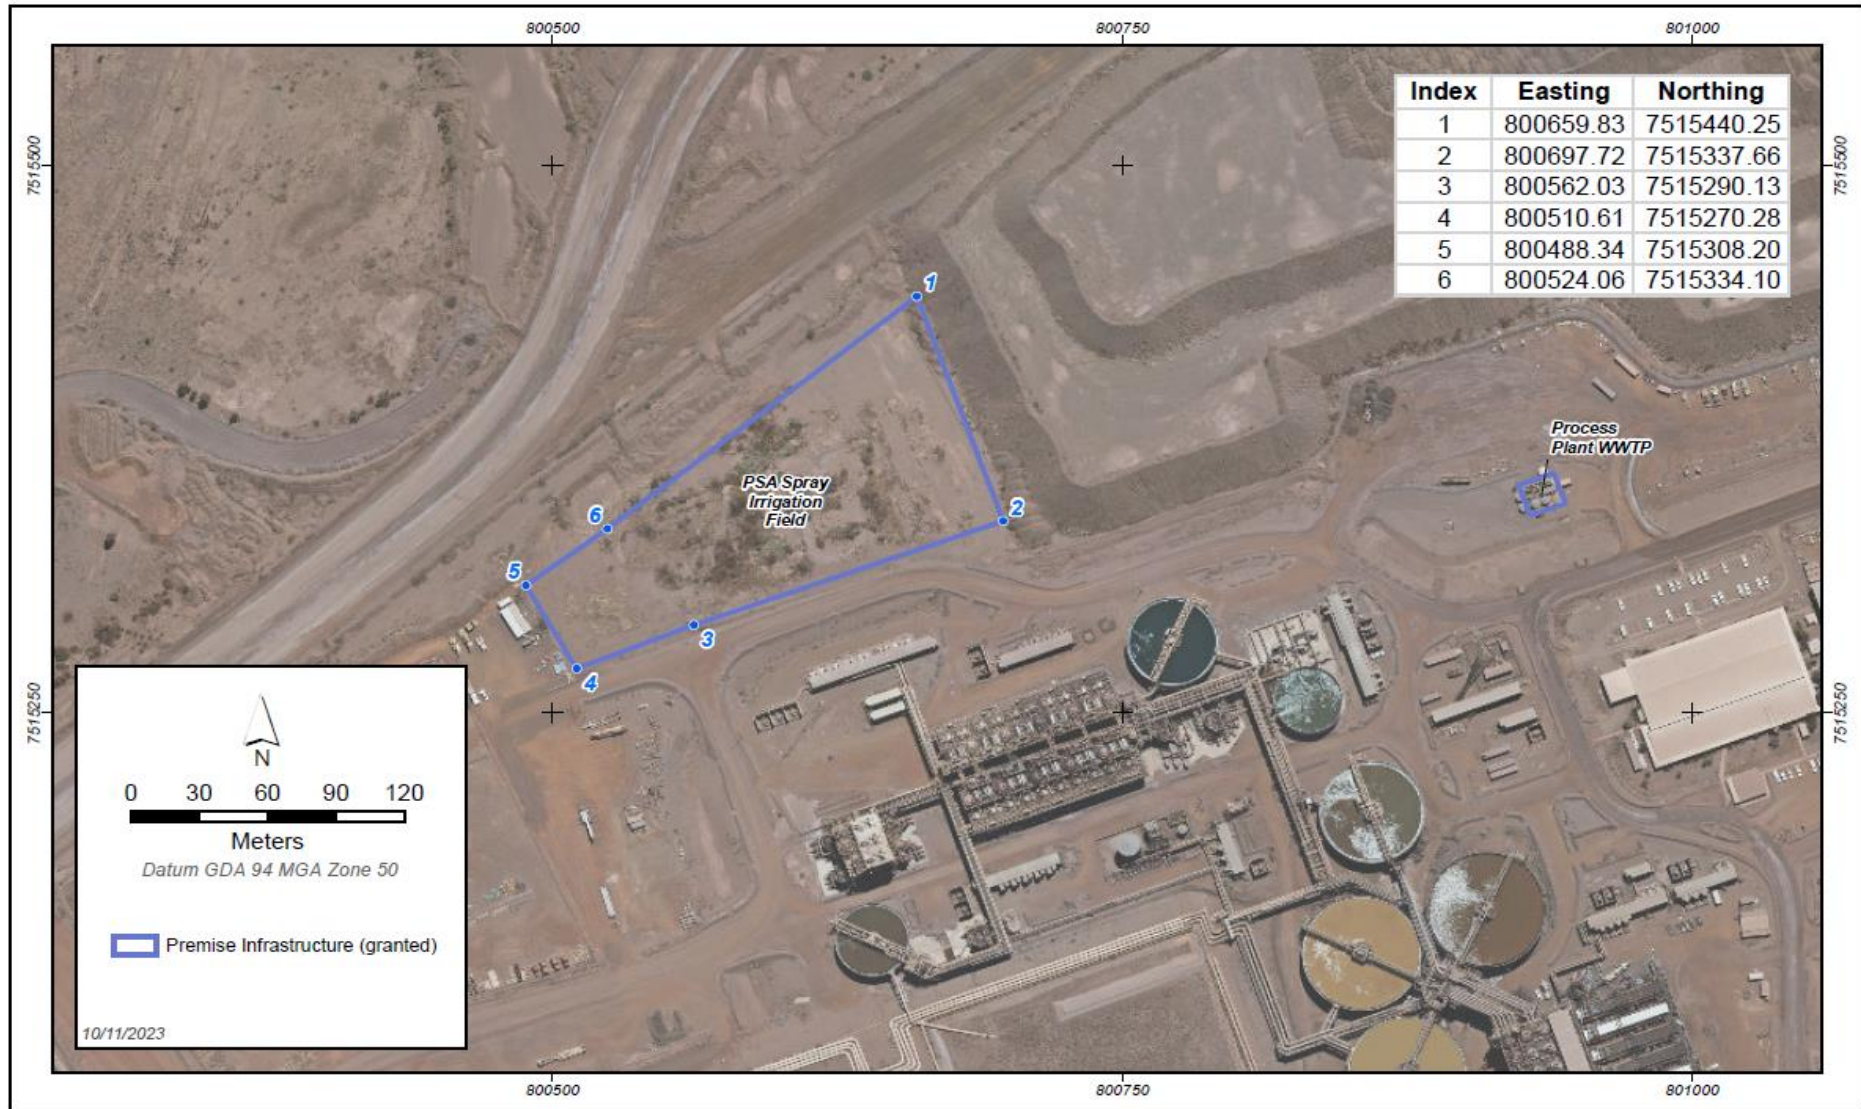 800500
800750
801000
7515500
7515500
Index Easting Northing
1 800659.83 7515440.25
2 800697.72 7515337.66
3 800562.03 7515290.13
4 800510.61 7515270.28
5 800488.34 7515308.20
6 800524.06 7515334.10
1
Process
Plant WWTP
PSA Spray
Irrigation
Field
2
6
5
3
4
7515250
7515250
N
0 30 60 90 120
Meters
Datum GDA 94 MGA Zone 50
Premise Infrastructure (granted)
10/11/2023
800500
800750
801000